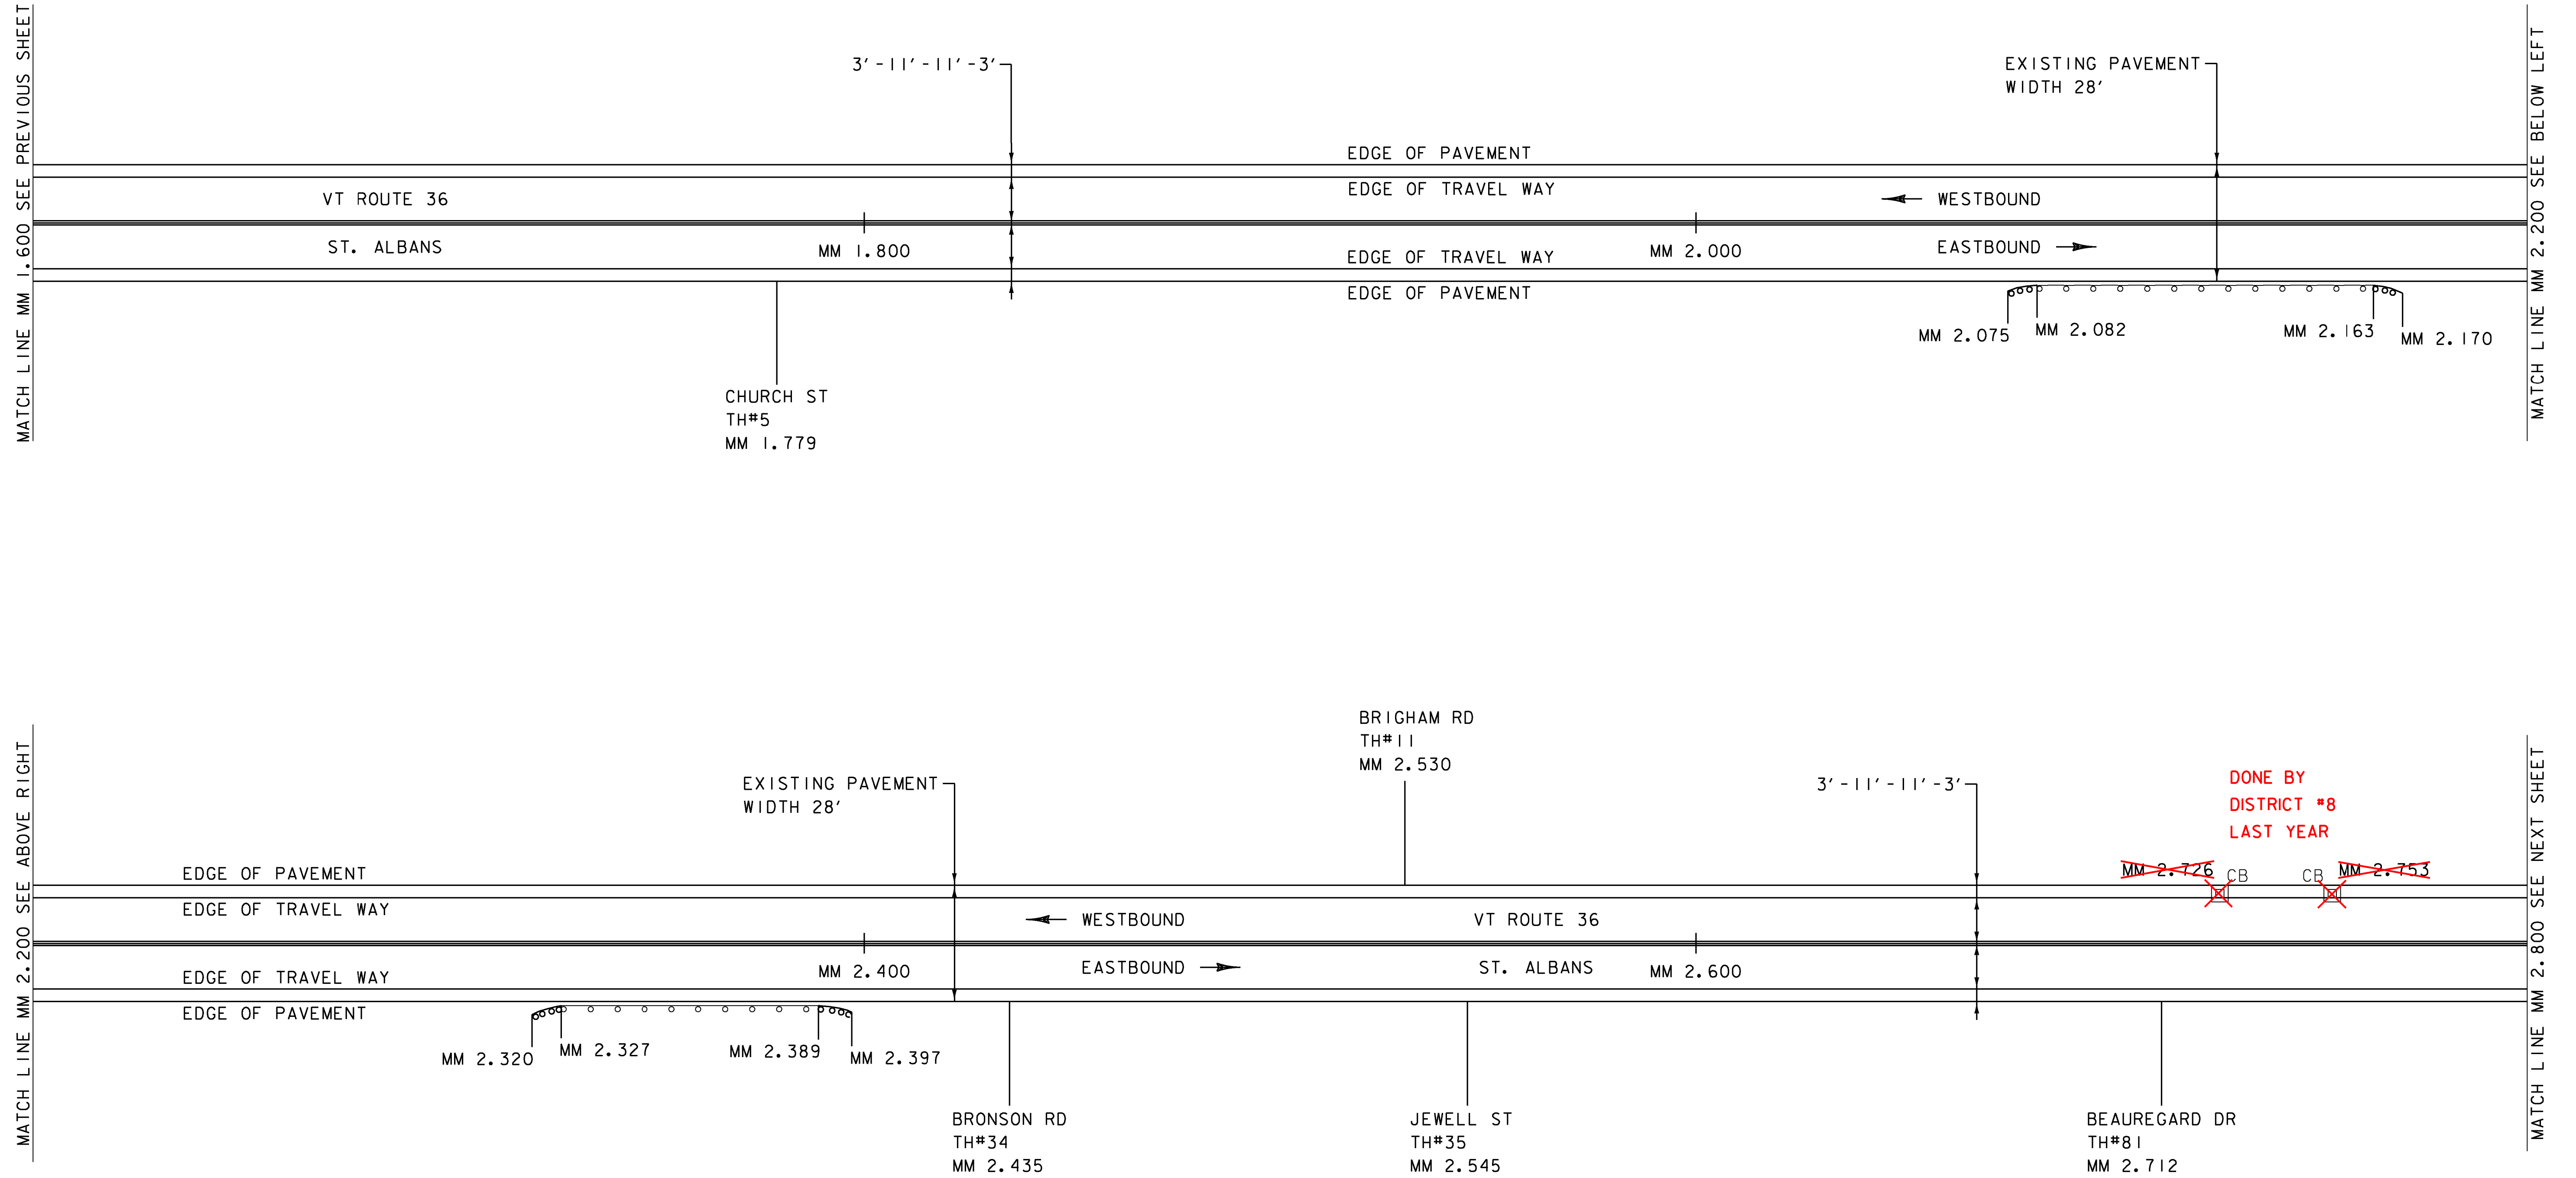 MATCH LINE MM 1.600 SEE PREVIOUS SHEET
3'-11'-11'-3'
EXISTING PAVEMENT
WIDTH 28'
EDGE OF PAVEMENT
EDGE OF TRAVEL WAY
VT ROUTE 36
WESTBOUND
ST. ALBANS
MM 1.800
EDGE OF TRAVEL WAY
MM 2.000
EASTBOUND
EDGE OF PAVEMENT
MM 2.075
MM 2.082
MM 2.163
MM 2.170
CHURCH ST
TH#5
MM 1.779
MATCH LINE MM 2.200 SEE BELOW LEFT
MATCH LINE MM 2.200 SEE ABOVE RIGHT
BRIGHAM RD
TH#11
MM 2.530
EXISTING PAVEMENT
WIDTH 28'
3'-11'-11'-3'
DONE BY
DISTRICT #8
LAST YEAR
MM 2.726
CB
CB
MM 2.753
EDGE OF PAVEMENT
EDGE OF TRAVEL WAY
WESTBOUND
VT ROUTE 36
MM 2.400
EASTBOUND
ST. ALBANS
MM 2.600
EDGE OF TRAVEL WAY
EDGE OF PAVEMENT
MM 2.320
MM 2.327
MM 2.389
MM 2.397
BRONSON RD
TH#34
MM 2.435
JEWELL ST
TH#35
MM 2.545
BEAUREGARD DR
TH#81
MM 2.712
MATCH LINE MM 2.800 SEE NEXT SHEET